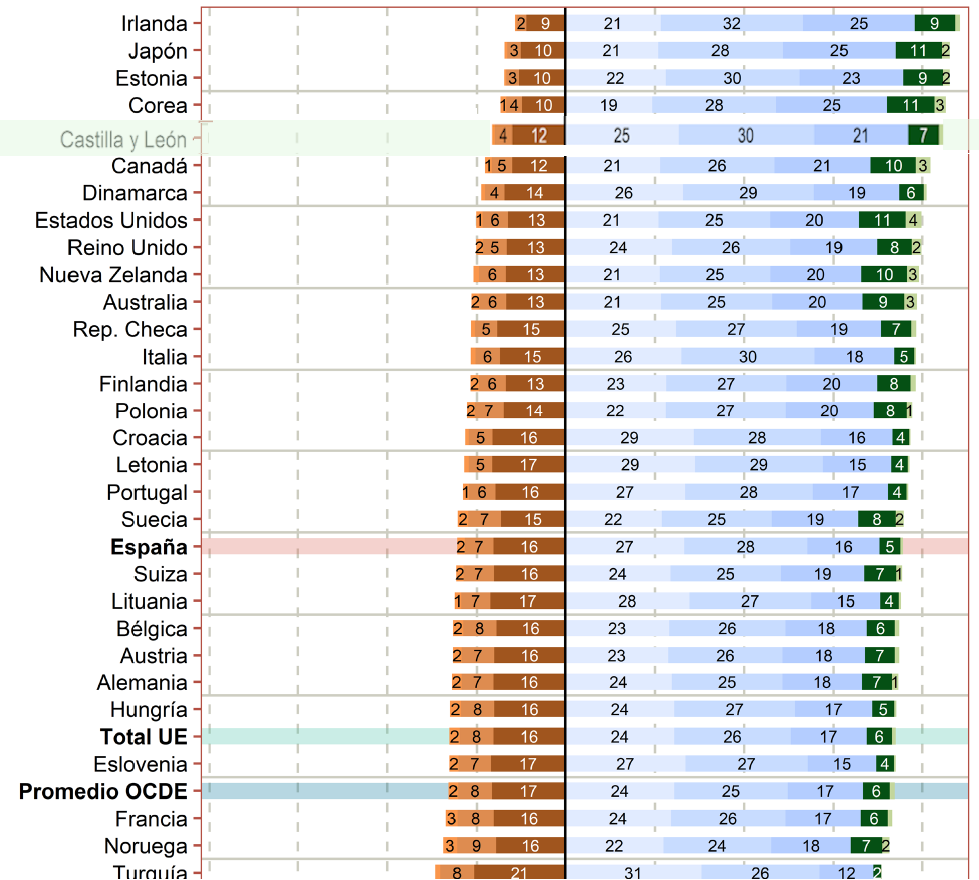 Irlanda 2 9 21 32 25 9
Japón 3 10 21 28 25 11 2
Estonia 3 10 22 30 23 9 2
Corea 1 4 10 19 28 25 11 3
Castilla y León 4 12 25 30 21 7
Canadá 1 5 12 21 26 21 10 3
Dinamarca 4 14 26 29 19 6
Estados Unidos 1 6 13 21 25 20 11 4
Reino Unido 2 5 13 24 26 19 8 2
Nueva Zelanda 6 13 21 25 20 10 3
Australia 2 6 13 21 25 20 9 3
Rep. Checa 5 15 25 27 19 7
Italia 6 15 26 30 18 5
Finlandia 2 6 13 23 27 20 8
Polonia 2 7 14 22 27 20 8 1
Croacia 5 16 29 28 16 4
Letonia 5 17 29 29 15 4
Portugal 1 6 16 27 28 17 4
Suecia 2 7 15 22 25 19 8 2
España 2 7 16 27 28 16 5
Suiza 2 7 16 24 25 19 7 1
Lituania 1 7 17 28 27 15 4
Bélgica 2 8 16 23 26 18 6
Austria 2 7 16 23 26 18 7
Alemania 2 7 16 24 25 18 7 1
Hungría 2 8 16 24 27 17 5
Total UE 2 8 16 24 26 17 6
Eslovenia 2 7 17 27 27 15 4
Promedio OCDE 2 8 17 24 25 17 6
Francia 3 8 16 24 26 17 6
Noruega 3 9 16 22 24 18 7 2
Turquía 8 21 31 26 12 2